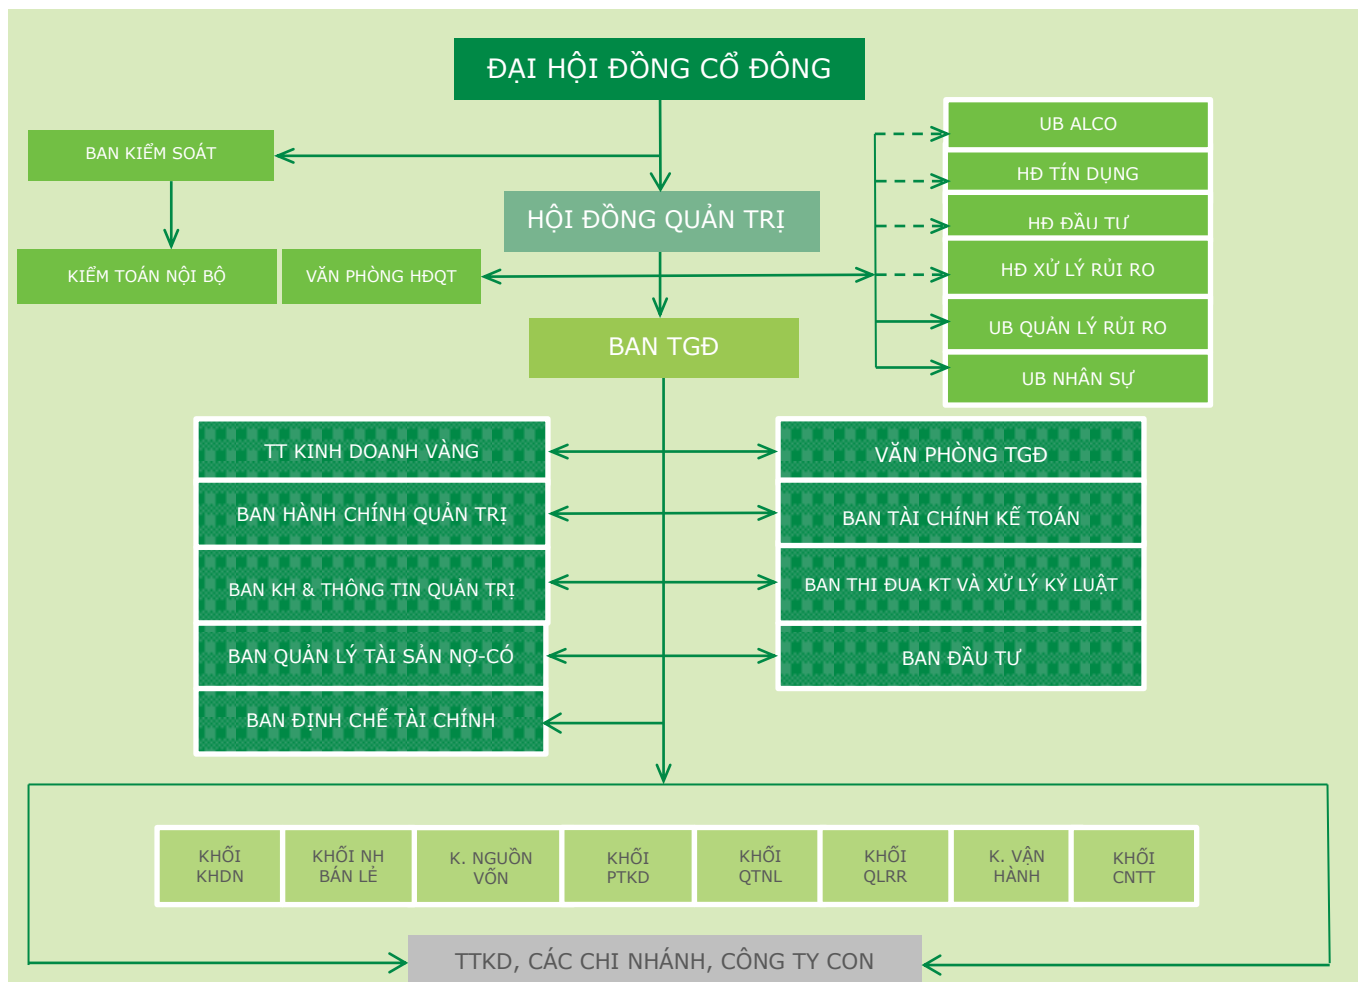 ĐẠI HỘI ĐỒNG CỔ ĐÔNG
UB ALCO
BAN KIỂM SOÁT
HĐ TÍN DỤNG
HỘI ĐỒNG QUẢN TRỊ
HĐ ĐẦU TƯ
KIỂM TOÁN NỘI BỘ
VĂN PHÒNG HĐQT
HĐ XỬ LÝ RỦI RO
UB QUẢN LÝ RỦI RO
BAN TGĐ
UB NHÂN SỰ
TT KINH DOANH VÀNG
VĂN PHÒNG TGĐ
BAN HÀNH CHÍNH QUẢN TRỊ
BAN TÀI CHÍNH KẾ TOÁN
BAN KH & THÔNG TIN QUẢN TRỊ
BAN THI ĐUA KT VÀ XỬ LÝ KỶ LUẬT
BAN QUẢN LÝ TÀI SẢN NỢ-CÓ
BAN ĐẦU TƯ
BAN ĐỊNH CHẾ TÀI CHÍNH
KHỐI
KHDN
KHỐI NH
BÁN LẺ
K. NGUỒN
VỐN
KHỐI
PTKD
KHỐI
QTNL
KHỐI
QLRR
K. VẬN
HÀNH
KHỐI
CNTT
TTKD, CÁC CHI NHÁNH, CÔNG TY CON